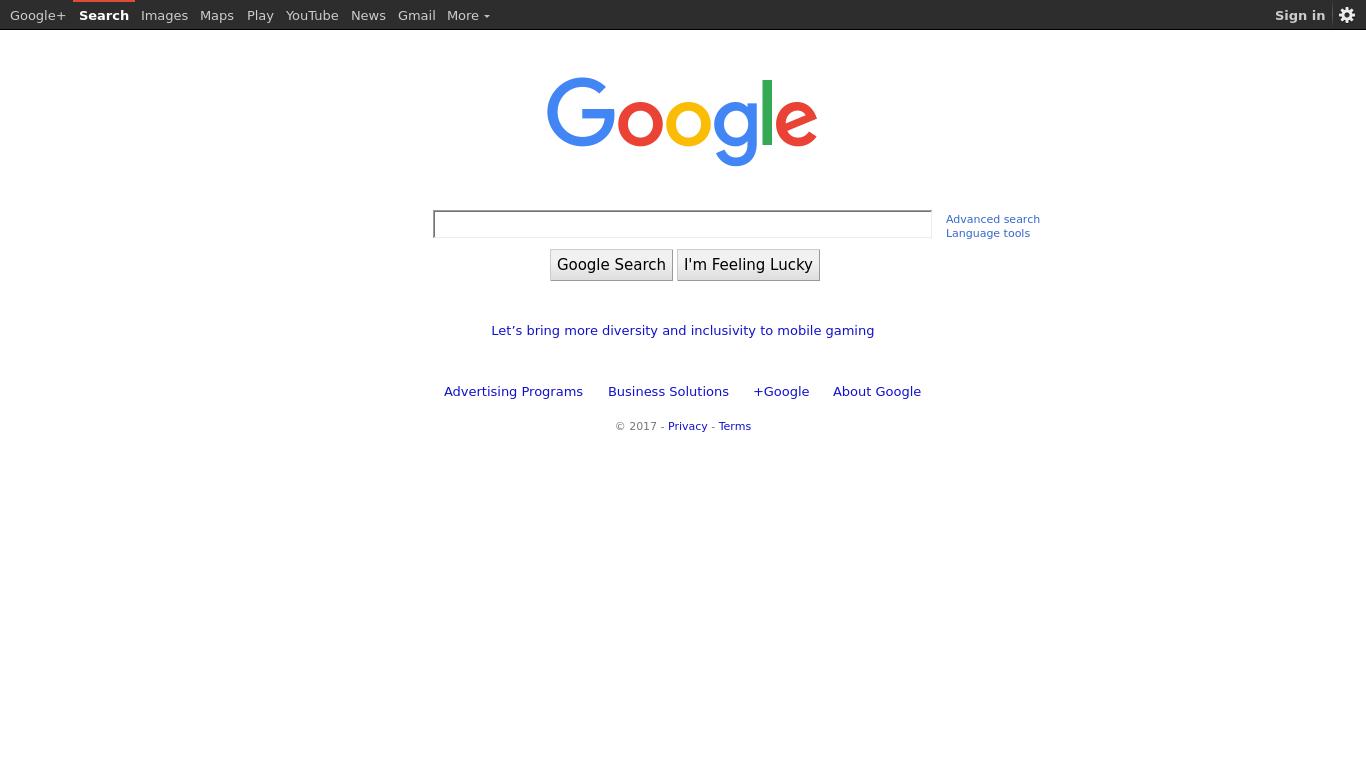 Google+ Search Images Maps Play YouTube News Gmail More Sign in
Google
Advanced search
Language tools
Google Search I'm Feeling Lucky
Let’s bring more diversity and inclusivity to mobile gaming
Advertising Programs Business Solutions +Google About Google
© 2017 - Privacy - Terms